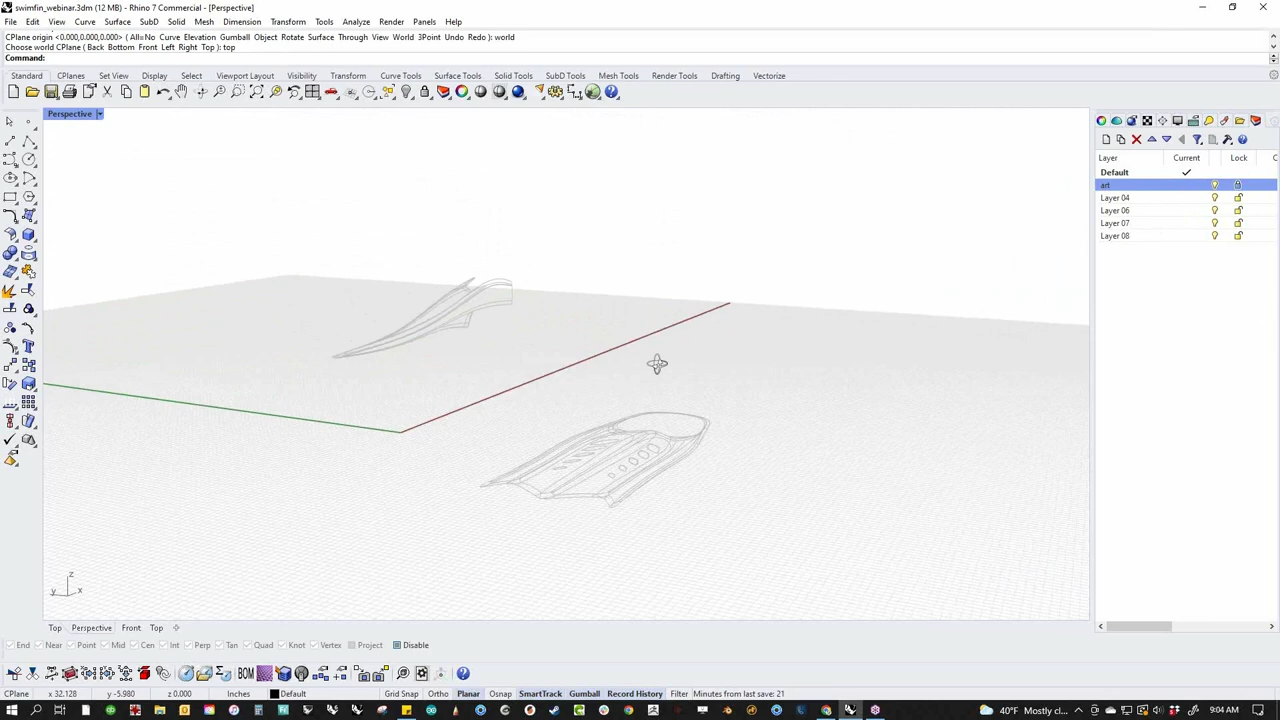 swimfin_webinar.3dm (12 MB) - Rhino 7 Commercial - [Perspective]
File Edit View Curve Surface SubD Solid Mesh Dimension Transform Tools Analyze Render Panels Help
CPlane origin <0.000,0.000,0.000> ( All=No Curve Elevation Gumball Object Rotate Surface Through View World 3Point Undo Redo ): world
Choose world CPlane ( Back Bottom Front Left Right Top ): top
Command:
Standard CPlanes Set View Display Select Viewport Layout Visibility Transform Curve Tools Surface Tools Solid Tools SubD Tools Mesh Tools Render Tools Drafting Vectorize
Perspective
Layer Current Lock C
Default
art
Layer 04
Layer 06
Layer 07
Layer 08
z
y x
Top Perspective Front Top
End Near Point Mid Cen Int Perp Tan Quad Knot Vertex Project Disable
BOM
CPlane x 32.128 y -5.980 z 0.000 Inches Default Grid Snap Ortho Planar Osnap SmartTrack Gumball Record History Filter Minutes from last save: 21
40°F Mostly cl... 9:04 AM